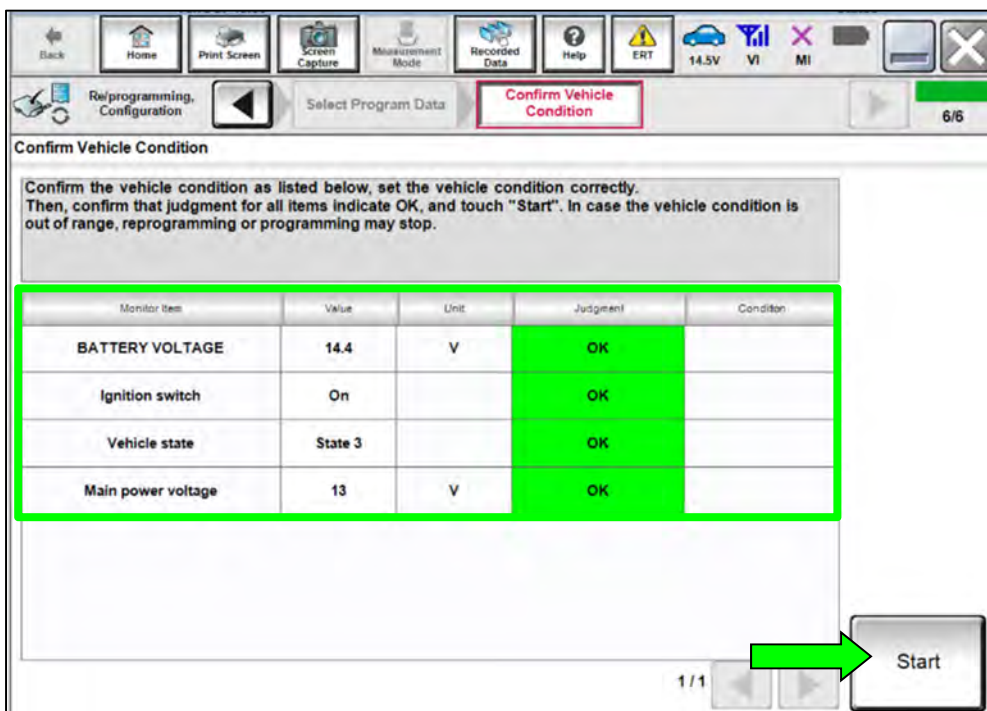 Back
Home
Print Screen
Screen
Capture
Measurement
Mode
Recorded
Data
Help
ERT
14.5V
VI
MI
Re/programming,
Configuration
Select Program Data
Confirm Vehicle
Condition
6/6
Confirm Vehicle Condition
Confirm the vehicle condition as listed below, set the vehicle condition correctly.
Then, confirm that judgment for all items indicate OK, and touch "Start". In case the vehicle condition is
out of range, reprogramming or programming may stop.
Monitor Item Value Unit Judgment Condition
BATTERY VOLTAGE 14.4 V OK
Ignition switch On OK
Vehicle state State 3 OK
Main power voltage 13 V OK
Start
1/1